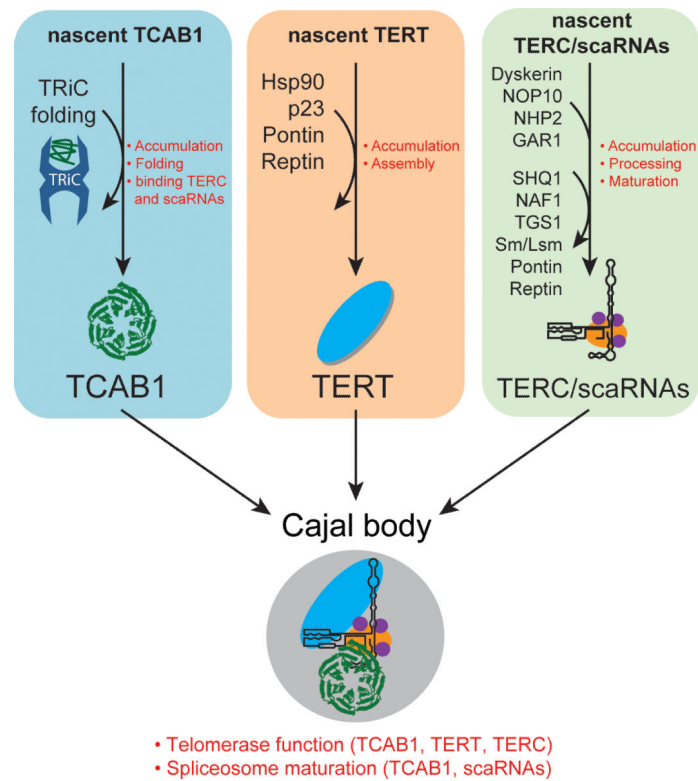 nascent TCAB1
TRiC
folding
TRiC
• Accumulation
• Folding
• binding TERC
and scaRNAs
TCAB1
nascent TERT
Hsp90
p23
Pontin
Reptin
• Accumulation
• Assembly
TERT
nascent
TERC/scaRNAs
Dyskerin
NOP10
NHP2
GAR1
SHQ1
NAF1
TGS1
Sm/Lsm
Pontin
Reptin
• Accumulation
• Processing
• Maturation
TERC/scaRNAs
Cajal body
• Telomerase function (TCAB1, TERT, TERC)
• Spliceosome maturation (TCAB1, scaRNAs)